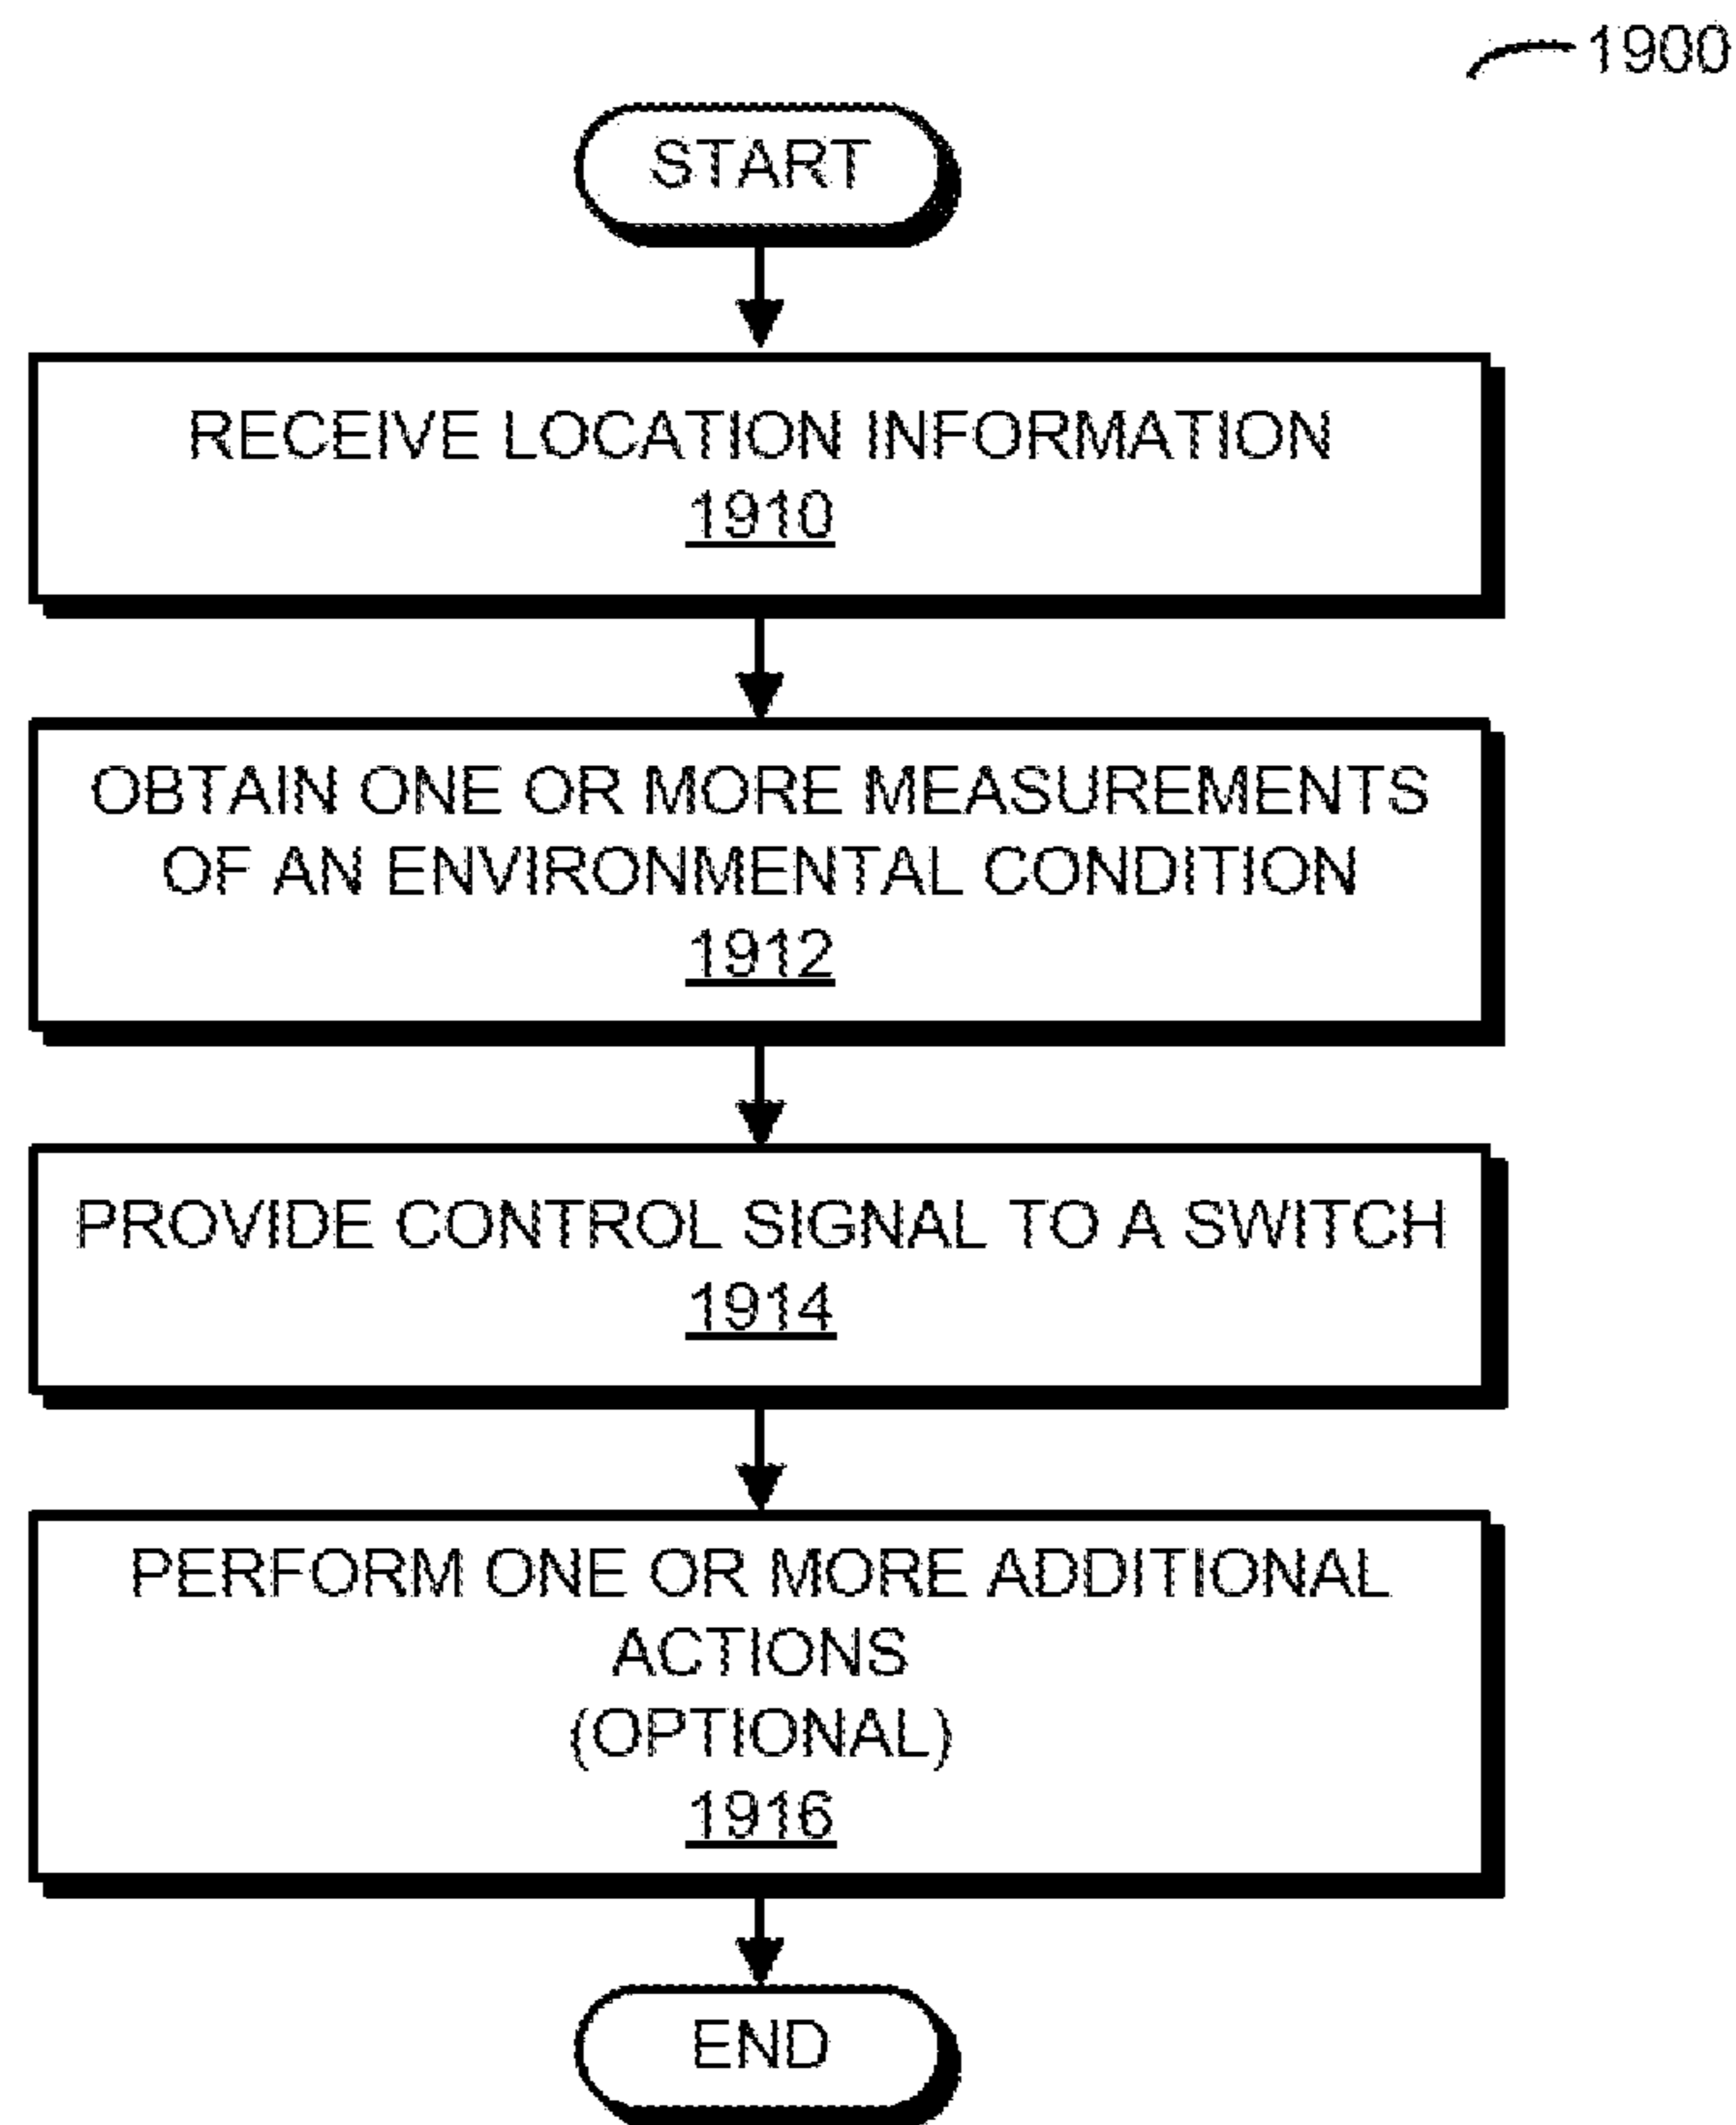 1900
START
RECEIVE LOCATION INFORMATION
1910
OBTAIN ONE OR MORE MEASUREMENTS
OF AN ENVIRONMENTAL CONDITION
1912
PROVIDE CONTROL SIGNAL TO A SWITCH
1914
PERFORM ONE OR MORE ADDITIONAL
ACTIONS
(OPTIONAL)
1916
END